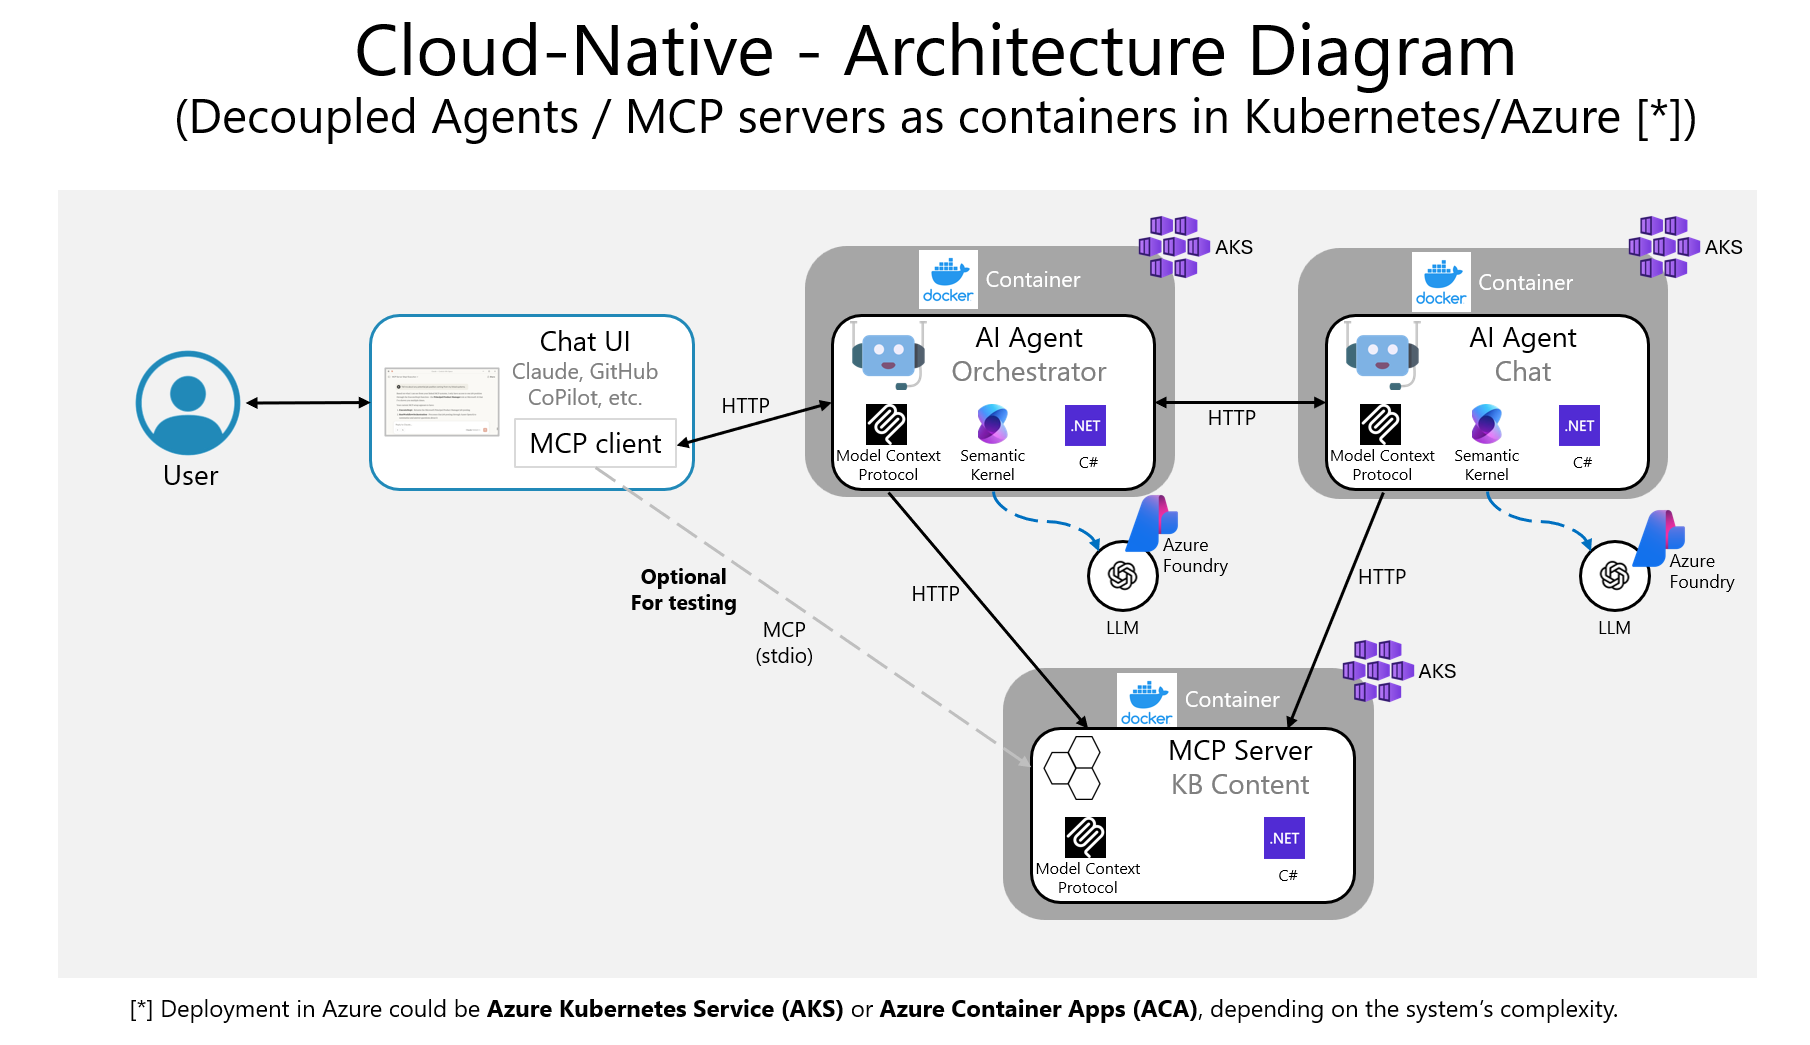 Cloud-Native - Architecture Diagram
(Decoupled Agents / MCP servers as containers in Kubernetes/Azure [*])
User
Chat UI
Claude, GitHub
CoPilot, etc.
MCP client
HTTP
docker
Container
AKS
AI Agent
Orchestrator
Model Context
Protocol
Semantic
Kernel
.NET
C#
HTTP
docker
Container
AKS
AI Agent
Chat
Model Context
Protocol
Semantic
Kernel
.NET
C#
Optional
For testing
MCP
(stdio)
HTTP
Azure
Foundry
LLM
HTTP
Azure
Foundry
LLM
docker
Container
AKS
MCP Server
KB Content
Model Context
Protocol
.NET
C#
[*] Deployment in Azure could be Azure Kubernetes Service (AKS) or Azure Container Apps (ACA), depending on the system’s complexity.